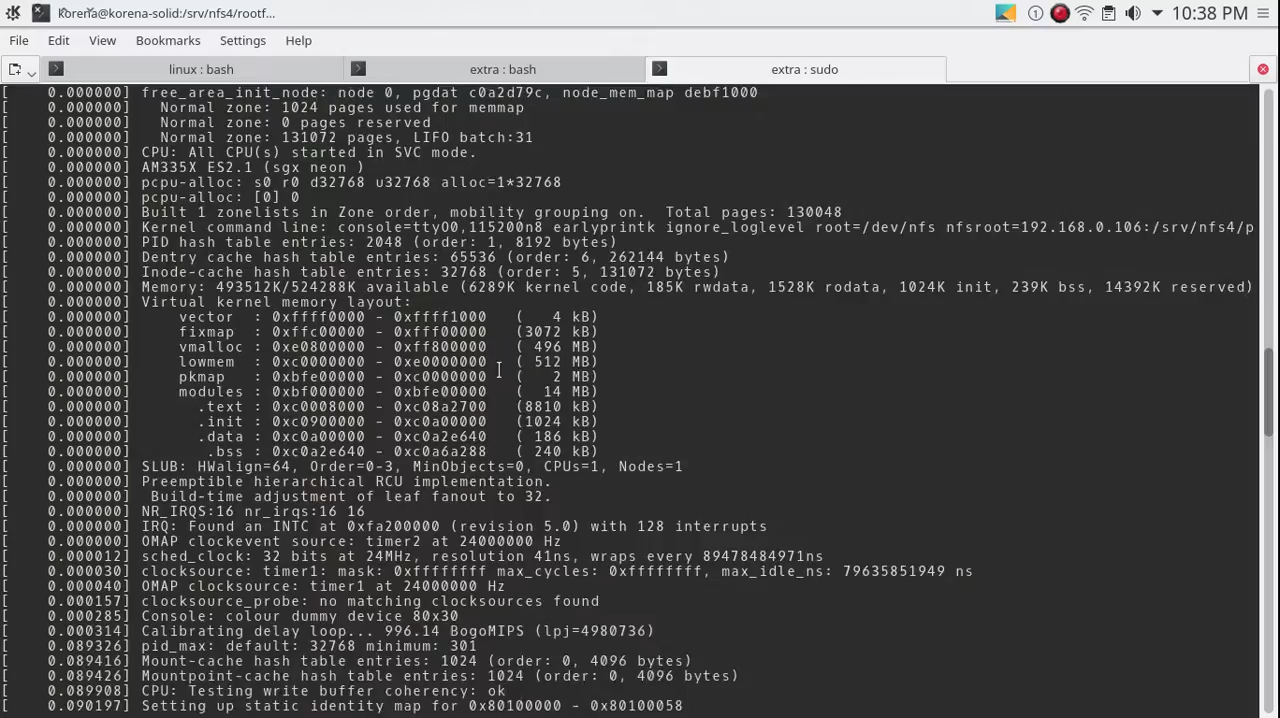 korena@korena-solid:/srv/nfs4/rootf...
10:38 PM
File Edit View Bookmarks Settings Help
linux : bash extra : bash extra : sudo
[ 0.000000] free_area_init_node: node 0, pgdat c0a2d79c, node_mem_map debf1000
[ 0.000000] Normal zone: 1024 pages used for memmap
[ 0.000000] Normal zone: 0 pages reserved
[ 0.000000] Normal zone: 131072 pages, LIFO batch:31
[ 0.000000] CPU: All CPU(s) started in SVC mode.
[ 0.000000] AM335X ES2.1 (sgx neon )
[ 0.000000] pcpu-alloc: s0 r0 d32768 u32768 alloc=1*32768
[ 0.000000] pcpu-alloc: [0] 0
[ 0.000000] Built 1 zonelists in Zone order, mobility grouping on. Total pages: 130048
[ 0.000000] Kernel command line: console=ttyO0,115200n8 earlyprintk ignore_loglevel root=/dev/nfs nfsroot=192.168.0.106:/srv/nfs4/p
[ 0.000000] PID hash table entries: 2048 (order: 1, 8192 bytes)
[ 0.000000] Dentry cache hash table entries: 65536 (order: 6, 262144 bytes)
[ 0.000000] Inode-cache hash table entries: 32768 (order: 5, 131072 bytes)
[ 0.000000] Memory: 493512K/524288K available (6289K kernel code, 185K rwdata, 1528K rodata, 1024K init, 239K bss, 14392K reserved)
[ 0.000000] Virtual kernel memory layout:
[ 0.000000] vector : 0xffff0000 - 0xffff1000 ( 4 kB)
[ 0.000000] fixmap : 0xffc00000 - 0xfff00000 (3072 kB)
[ 0.000000] vmalloc : 0xe0800000 - 0xff800000 ( 496 MB)
[ 0.000000] lowmem : 0xc0000000 - 0xe0000000 ( 512 MB)
[ 0.000000] pkmap : 0xbfe00000 - 0xc0000000 ( 2 MB)
[ 0.000000] modules : 0xbf000000 - 0xbfe00000 ( 14 MB)
[ 0.000000] .text : 0xc0008000 - 0xc08a2700 (8810 kB)
[ 0.000000] .init : 0xc0900000 - 0xc0a00000 (1024 kB)
[ 0.000000] .data : 0xc0a00000 - 0xc0a2e640 ( 186 kB)
[ 0.000000] .bss : 0xc0a2e640 - 0xc0a6a288 ( 240 kB)
[ 0.000000] SLUB: HWalign=64, Order=0-3, MinObjects=0, CPUs=1, Nodes=1
[ 0.000000] Preemptible hierarchical RCU implementation.
[ 0.000000] Build-time adjustment of leaf fanout to 32.
[ 0.000000] NR_IRQS:16 nr_irqs:16 16
[ 0.000000] IRQ: Found an INTC at 0xfa200000 (revision 5.0) with 128 interrupts
[ 0.000000] OMAP clockevent source: timer2 at 24000000 Hz
[ 0.000012] sched_clock: 32 bits at 24MHz, resolution 41ns, wraps every 89478484971ns
[ 0.000030] clocksource: timer1: mask: 0xffffffff max_cycles: 0xffffffff, max_idle_ns: 79635851949 ns
[ 0.000040] OMAP clocksource: timer1 at 24000000 Hz
[ 0.000157] clocksource_probe: no matching clocksources found
[ 0.000285] Console: colour dummy device 80x30
[ 0.000314] Calibrating delay loop... 996.14 BogoMIPS (lpj=4980736)
[ 0.089326] pid_max: default: 32768 minimum: 301
[ 0.089416] Mount-cache hash table entries: 1024 (order: 0, 4096 bytes)
[ 0.089426] Mountpoint-cache hash table entries: 1024 (order: 0, 4096 bytes)
[ 0.089908] CPU: Testing write buffer coherency: ok
[ 0.090197] Setting up static identity map for 0x80100000 - 0x80100058